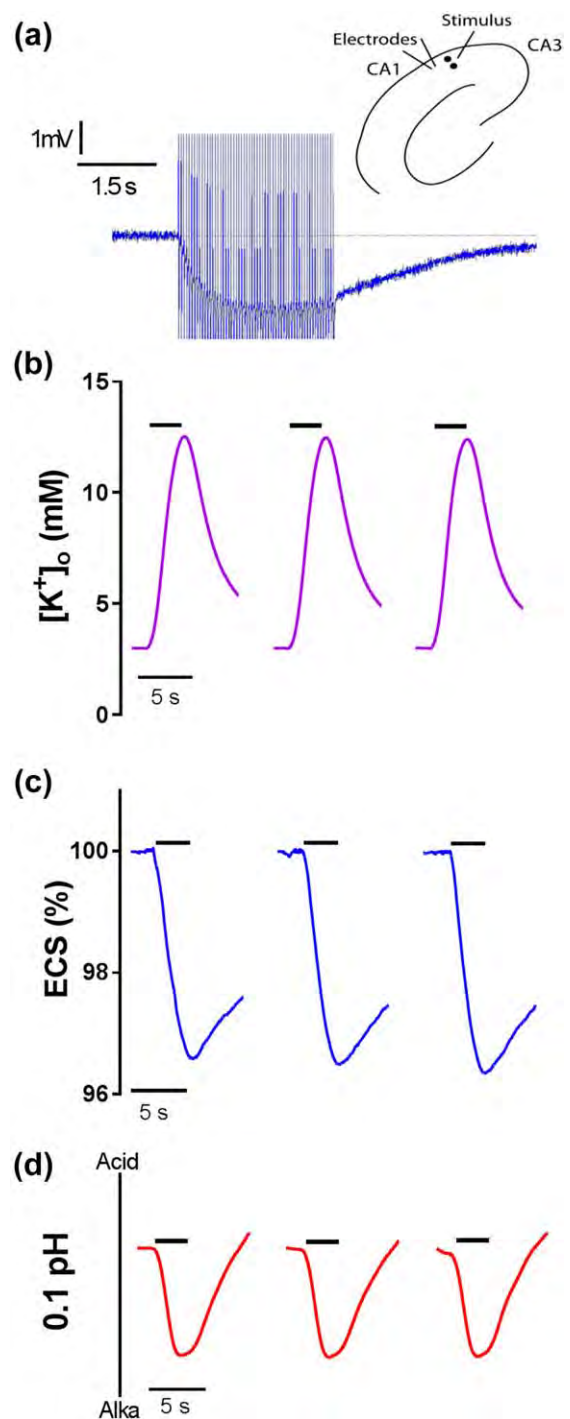 (a)
Stimulus
Electrodes
CA3
CA1
1mV
1.5 s
(b)
15
10
5
0
[K⁺]ₒ (mM)
5 s
(c)
100
98
96
ECS (%)
5 s
(d)
Acid
0.1 pH
Alka
5 s